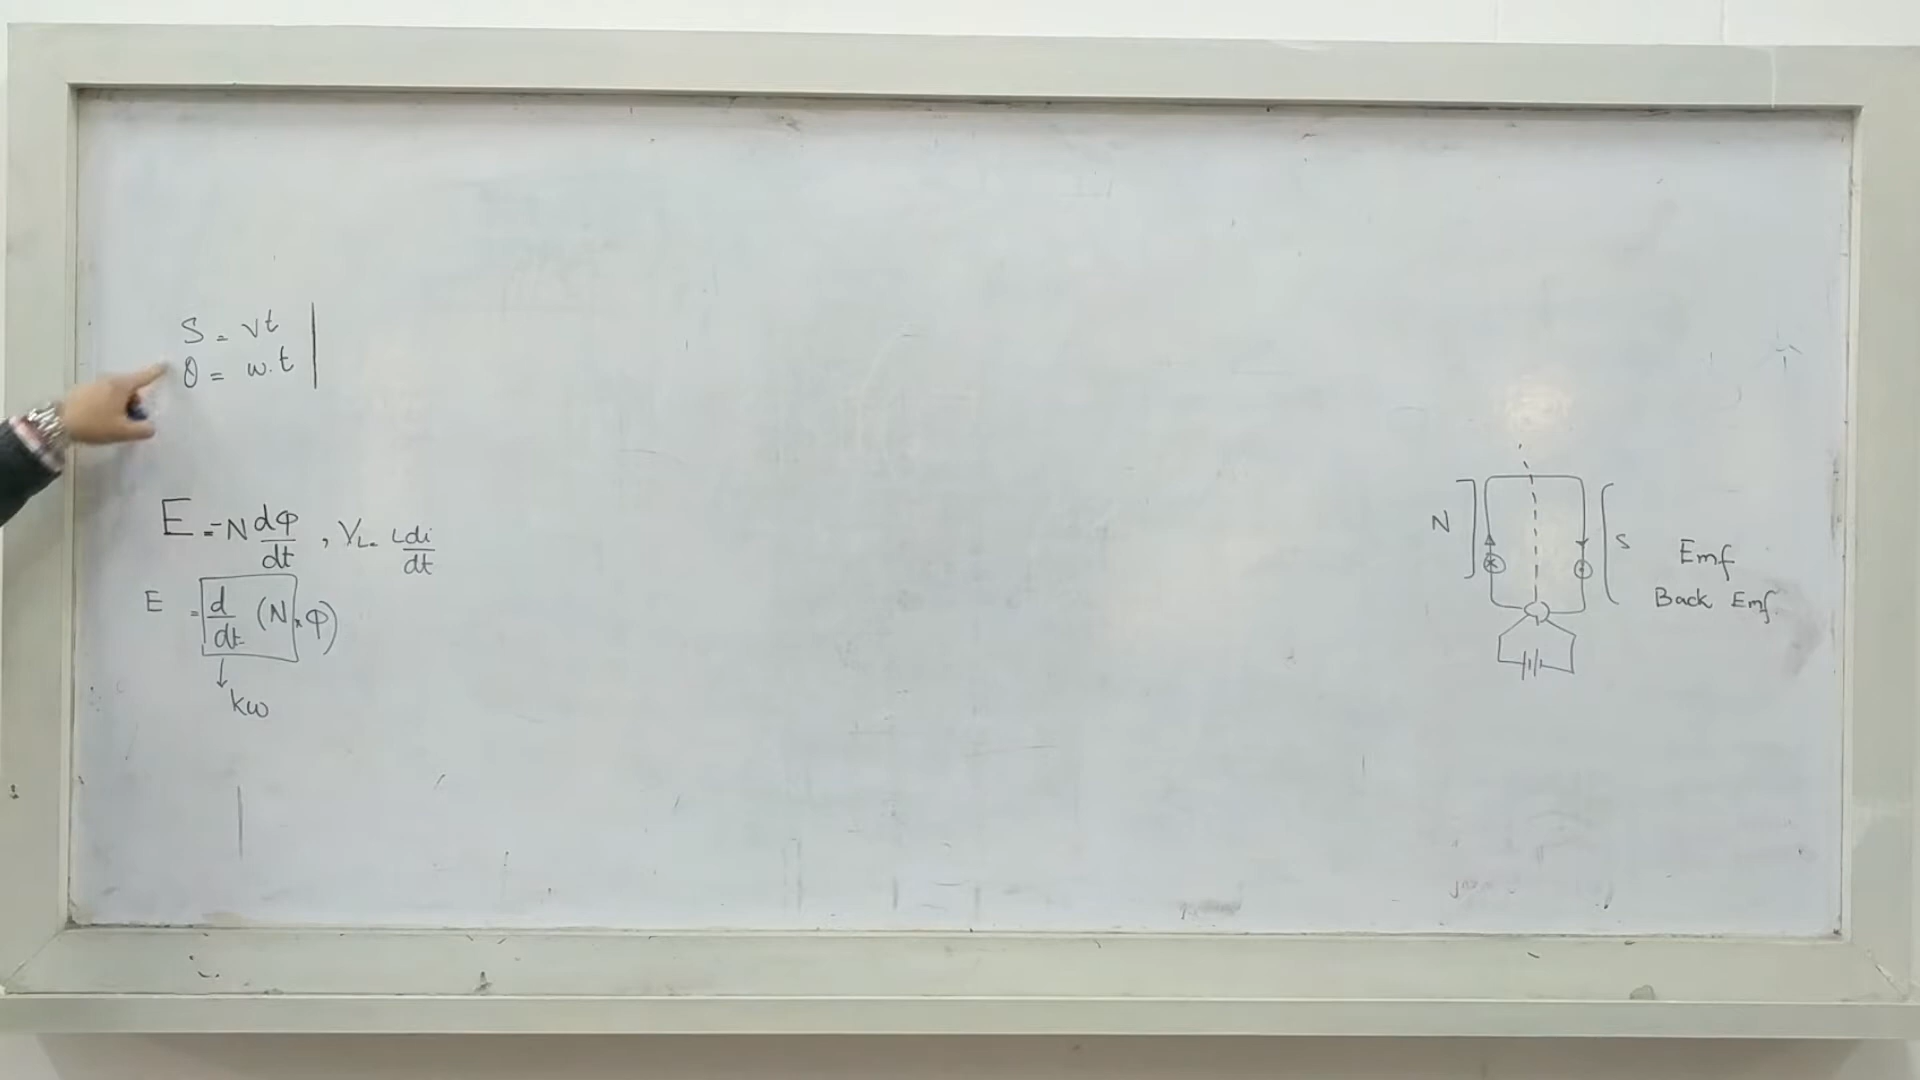 S = vt
θ = w.t
E = -N dφ/dt , V_L = L di/dt
E = d/dt (N × φ)
↓
kω
N
S
Emf
Back Emf